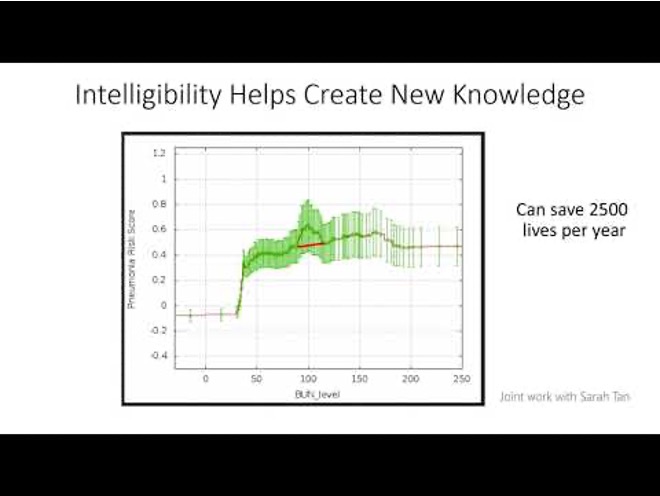 Intelligibility Helps Create New Knowledge
1.2
1
0.8
0.6
0.4
0.2
0
-0.2
-0.4
Pneumonia Risk Score
0 50 100 150 200 250
BUN_level
Can save 2500
lives per year
Joint work with Sarah Tan